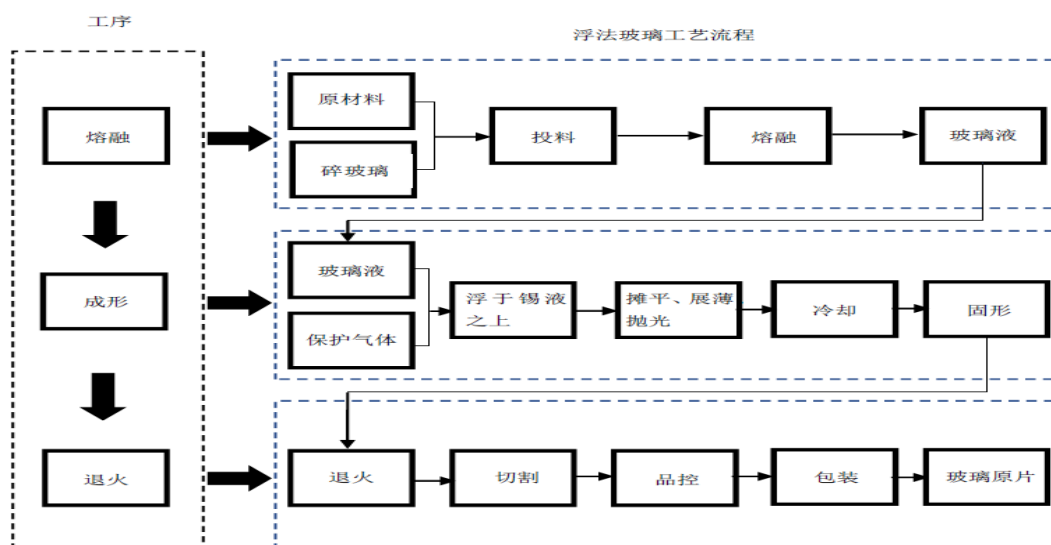 工序
浮法玻璃工艺流程
熔融
原材料
碎玻璃
投料
熔融
玻璃液
成形
玻璃液
保护气体
浮于锡液
之上
摊平、展薄
抛光
冷却
固形
退火
退火
切割
品控
包装
玻璃原片